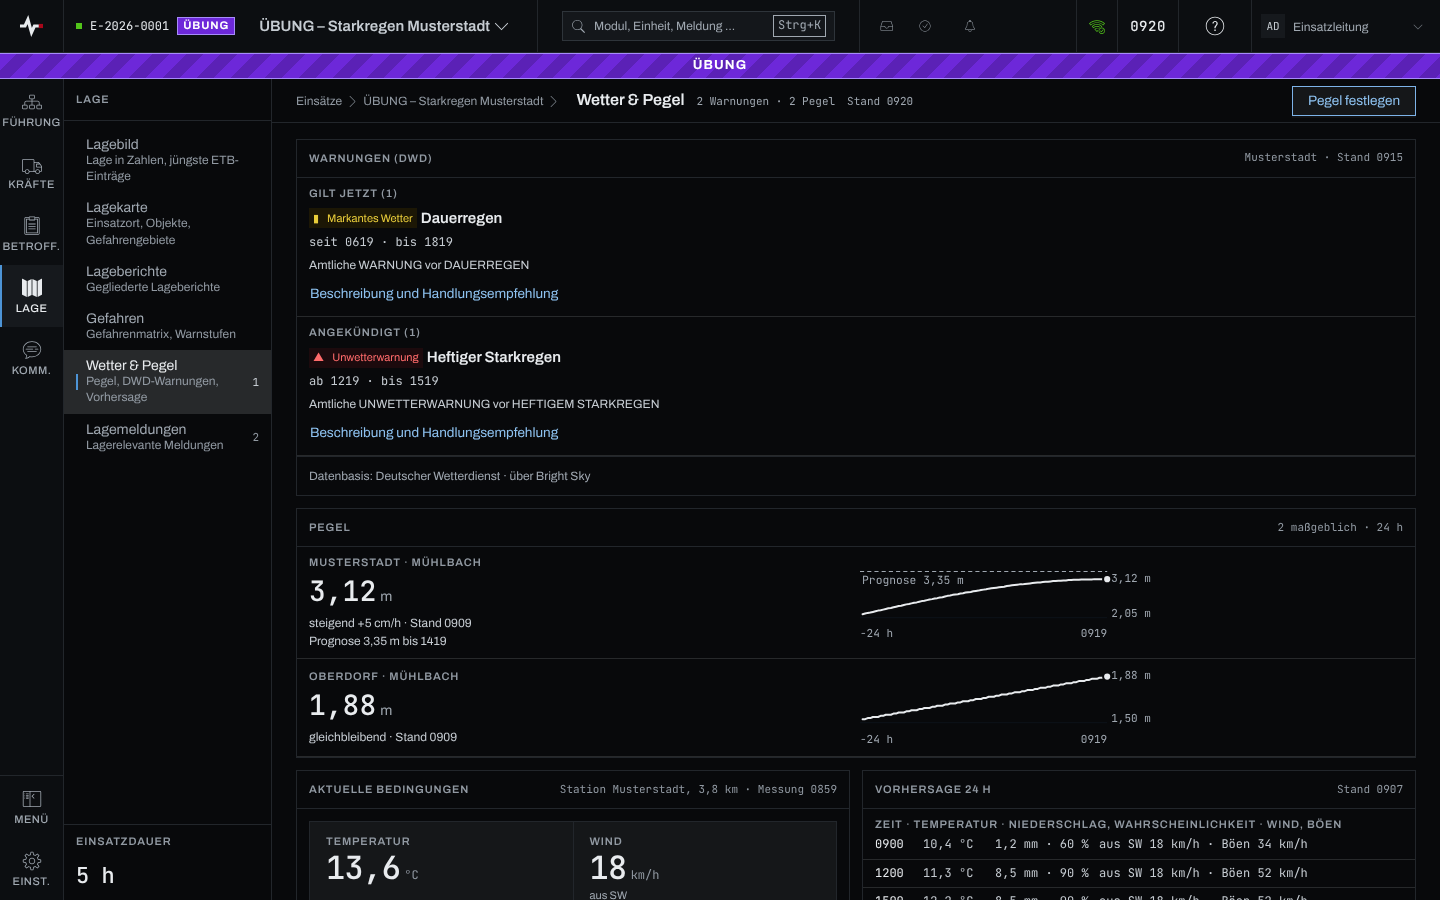 E-2026-0001 ÜBUNG ÜBUNG – Starkregen Musterstadt Modul, Einheit, Meldung ... Strg+K 0920 ? AD Einsatzleitung
ÜBUNG
FÜHRUNG
KRÄFTE
BETROFF.
LAGE
KOMM.
MENÜ
EINST.
LAGE
Lagebild
Lage in Zahlen, jüngste ETB-
Einträge
Lagekarte
Einsatzort, Objekte,
Gefahrengebiete
Lageberichte
Gegliederte Lageberichte
Gefahren
Gefahrenmatrix, Warnstufen
Wetter & Pegel
Pegel, DWD-Warnungen, 1
Vorhersage
Lagemeldungen
Lagerelevante Meldungen 2
EINSATZDAUER
5 h
Einsätze ÜBUNG – Starkregen Musterstadt Wetter & Pegel 2 Warnungen · 2 Pegel Stand 0920 Pegel festlegen
WARNUNGEN (DWD) Musterstadt · Stand 0915
GILT JETZT (1)
Markantes Wetter Dauerregen
seit 0619 · bis 1819
Amtliche WARNUNG vor DAUERREGEN
Beschreibung und Handlungsempfehlung
ANGEKÜNDIGT (1)
Unwetterwarnung Heftiger Starkregen
ab 1219 · bis 1519
Amtliche UNWETTERWARNUNG vor HEFTIGEM STARKREGEN
Beschreibung und Handlungsempfehlung
Datenbasis: Deutscher Wetterdienst · über Bright Sky
PEGEL 2 maßgeblich · 24 h
MUSTERSTADT · MÜHLBACH
3,12 m
steigend +5 cm/h · Stand 0909
Prognose 3,35 m bis 1419
Prognose 3,35 m 3,12 m
2,05 m
-24 h 0919
OBERDORF · MÜHLBACH
1,88 m
gleichbleibend · Stand 0909
1,88 m
1,50 m
-24 h 0919
AKTUELLE BEDINGUNGEN Station Musterstadt, 3,8 km · Messung 0859
TEMPERATUR
13,6 °C
WIND
18 km/h
aus SW
VORHERSAGE 24 H Stand 0907
ZEIT · TEMPERATUR · NIEDERSCHLAG, WAHRSCHEINLICHKEIT · WIND, BÖEN
0900 10,4 °C 1,2 mm · 60 % aus SW 18 km/h · Böen 34 km/h
1200 11,3 °C 8,5 mm · 90 % aus SW 18 km/h · Böen 52 km/h